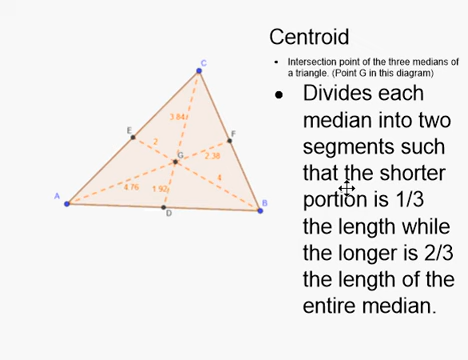 Centroid
• Intersection point of the three medians of
a triangle. (Point G in this diagram)
• Divides each
median into two
segments such
that the shorter
portion is 1/3
the length while
the longer is 2/3
the length of the
entire median.
C
3.84
E
F
2
G
2.38
4.76
1.92
4
A
B
D